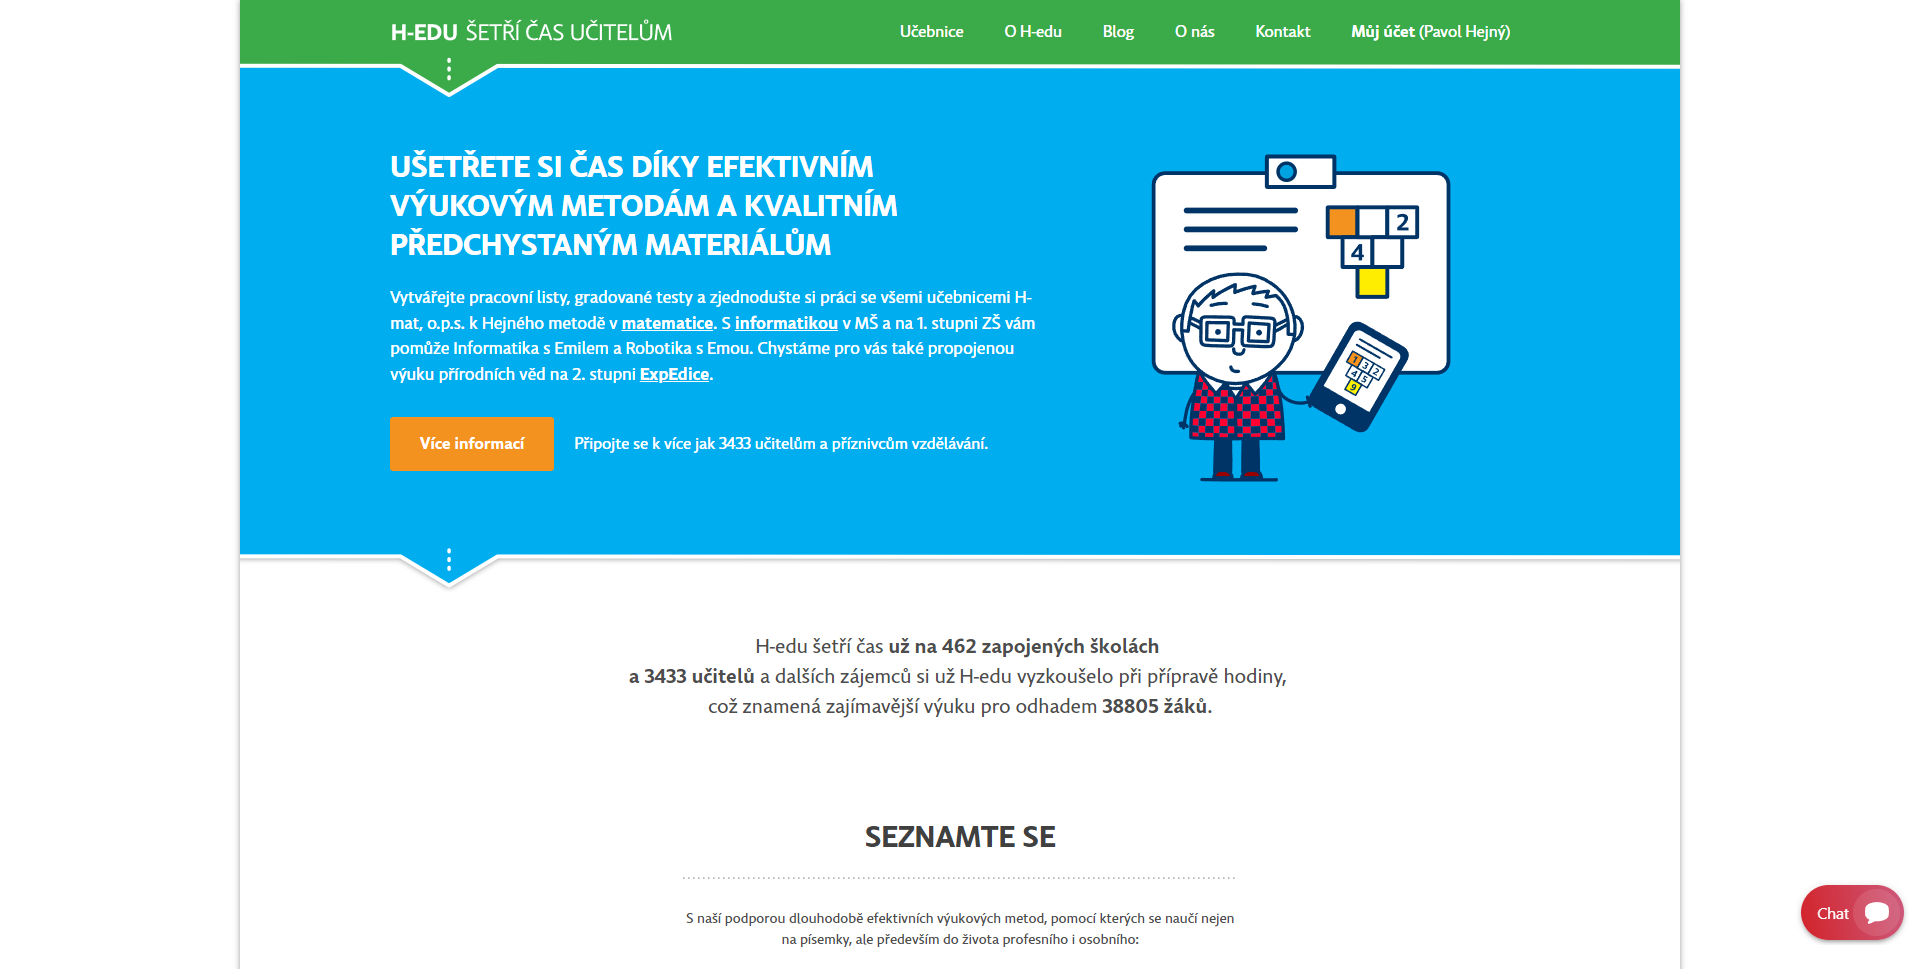 H-EDU ŠETŘÍ ČAS UČITELŮM
Učebnice
O H-edu
Blog
O nás
Kontakt
Můj účet (Pavol Hejný)
UŠETŘETE SI ČAS DÍKY EFEKTIVNÍM
VÝUKOVÝM METODÁM A KVALITNÍM
PŘEDCHYSTANÝM MATERIÁLŮM
Vytvářejte pracovní listy, gradované testy a zjednodušte si práci se všemi učebnicemi H-
mat, o.p.s. k Hejného metodě v matematice. S informatikou v MŠ a na 1. stupni ZŠ vám
pomůže Informatika s Emilem a Robotika s Emou. Chystáme pro vás také propojenou
výuku přírodních věd na 2. stupni ExpEdice.
Více informací
Připojte se k více jak 3433 učitelům a příznivcům vzdělávání.
2
4
1 3 2
4 5
9
H-edu šetří čas už na 462 zapojených školách
a 3433 učitelů a dalších zájemců si už H-edu vyzkoušelo při přípravě hodiny,
což znamená zajímavější výuku pro odhadem 38805 žáků.
SEZNAMTE SE
S naší podporou dlouhodobě efektivních výukových metod, pomocí kterých se naučí nejen
na písemky, ale především do života profesního i osobního:
Chat